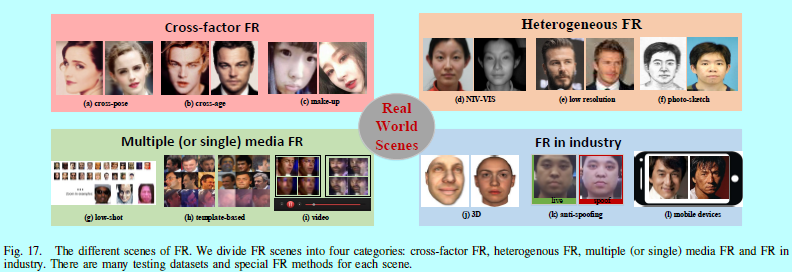 Cross-factor FR
(a) cross-pose
(b) cross-age
(c) make-up
Heterogeneous FR
(d) NIV-VIS
(e) low resolution
(f) photo-sketch
Real
World
Scenes
Multiple (or single) media FR
(g) low-shot
(h) template-based
(i) video
FR in industry
live
spoof
(j) 3D
(k) anti-spoofing
(l) mobile devices
Fig. 17. The different scenes of FR. We divide FR scenes into four categories: cross-factor FR, heterogenous FR, multiple (or single) media FR and FR in
industry. There are many testing datasets and special FR methods for each scene.